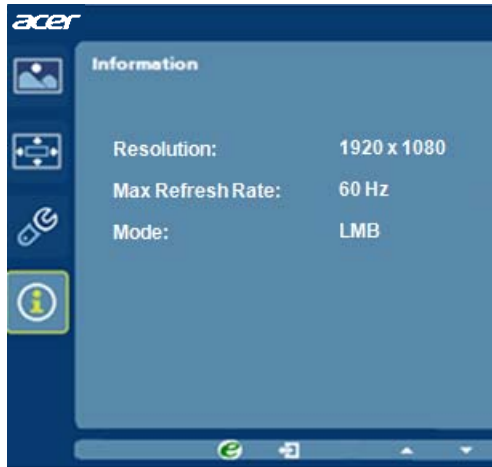 acer
Information
Resolution: 1920 x 1080
Max Refresh Rate: 60 Hz
Mode: LMB